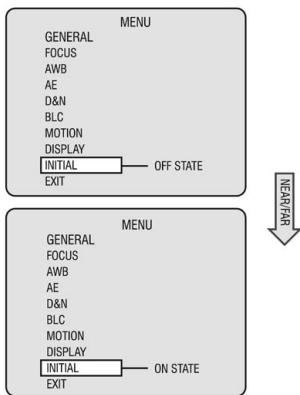 MENU
GENERAL
FOCUS
AWB
AE
D&N
BLC
MOTION
DISPLAY
INITIAL OFF STATE
EXIT
NEAR/FAR
MENU
GENERAL
FOCUS
AWB
AE
D&N
BLC
MOTION
DISPLAY
INITIAL ON STATE
EXIT